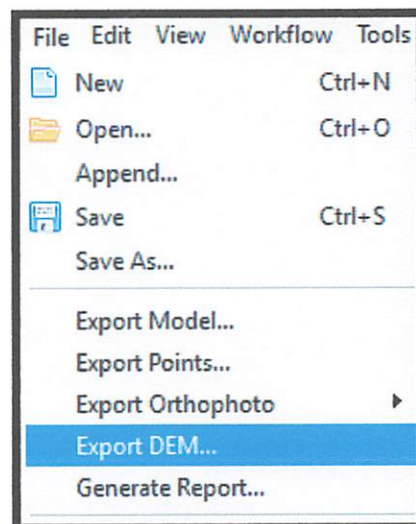 File Edit View Workflow Tools
New Ctrl+N
Open... Ctrl+O
Append...
Save Ctrl+S
Save As...
Export Model...
Export Points...
Export Orthophoto
Export DEM...
Generate Report...